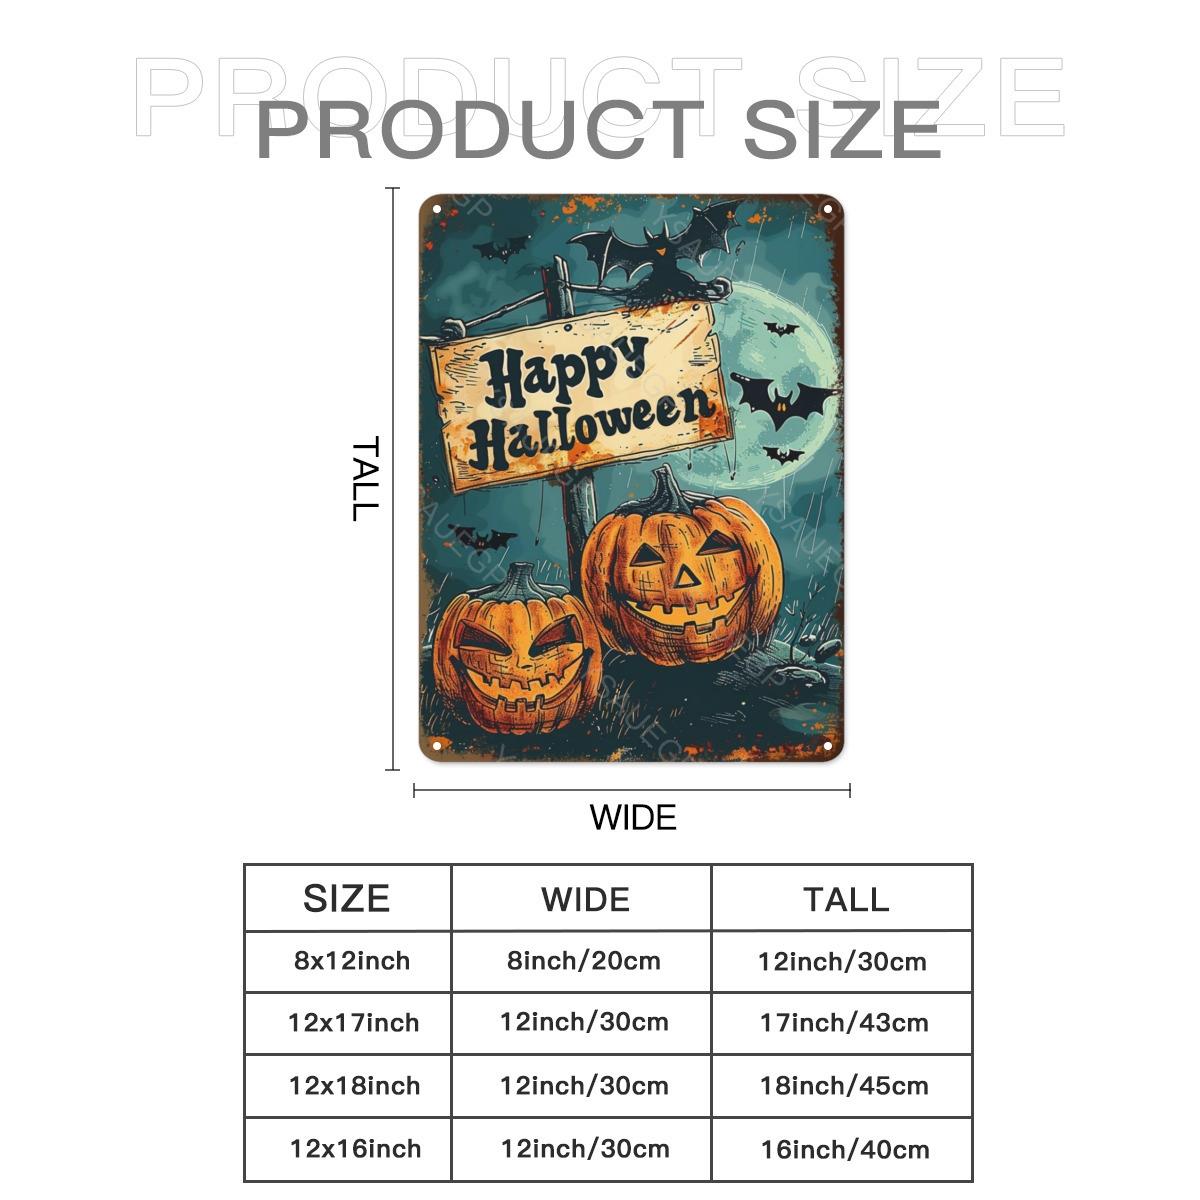 PRODUCT SIZE
PRODUCT SIZE
Happy
Halloween
TALL
WIDE
SIZE WIDE TALL
8x12inch 8inch/20cm 12inch/30cm
12x17inch 12inch/30cm 17inch/43cm
12x18inch 12inch/30cm 18inch/45cm
12x16inch 12inch/30cm 16inch/40cm